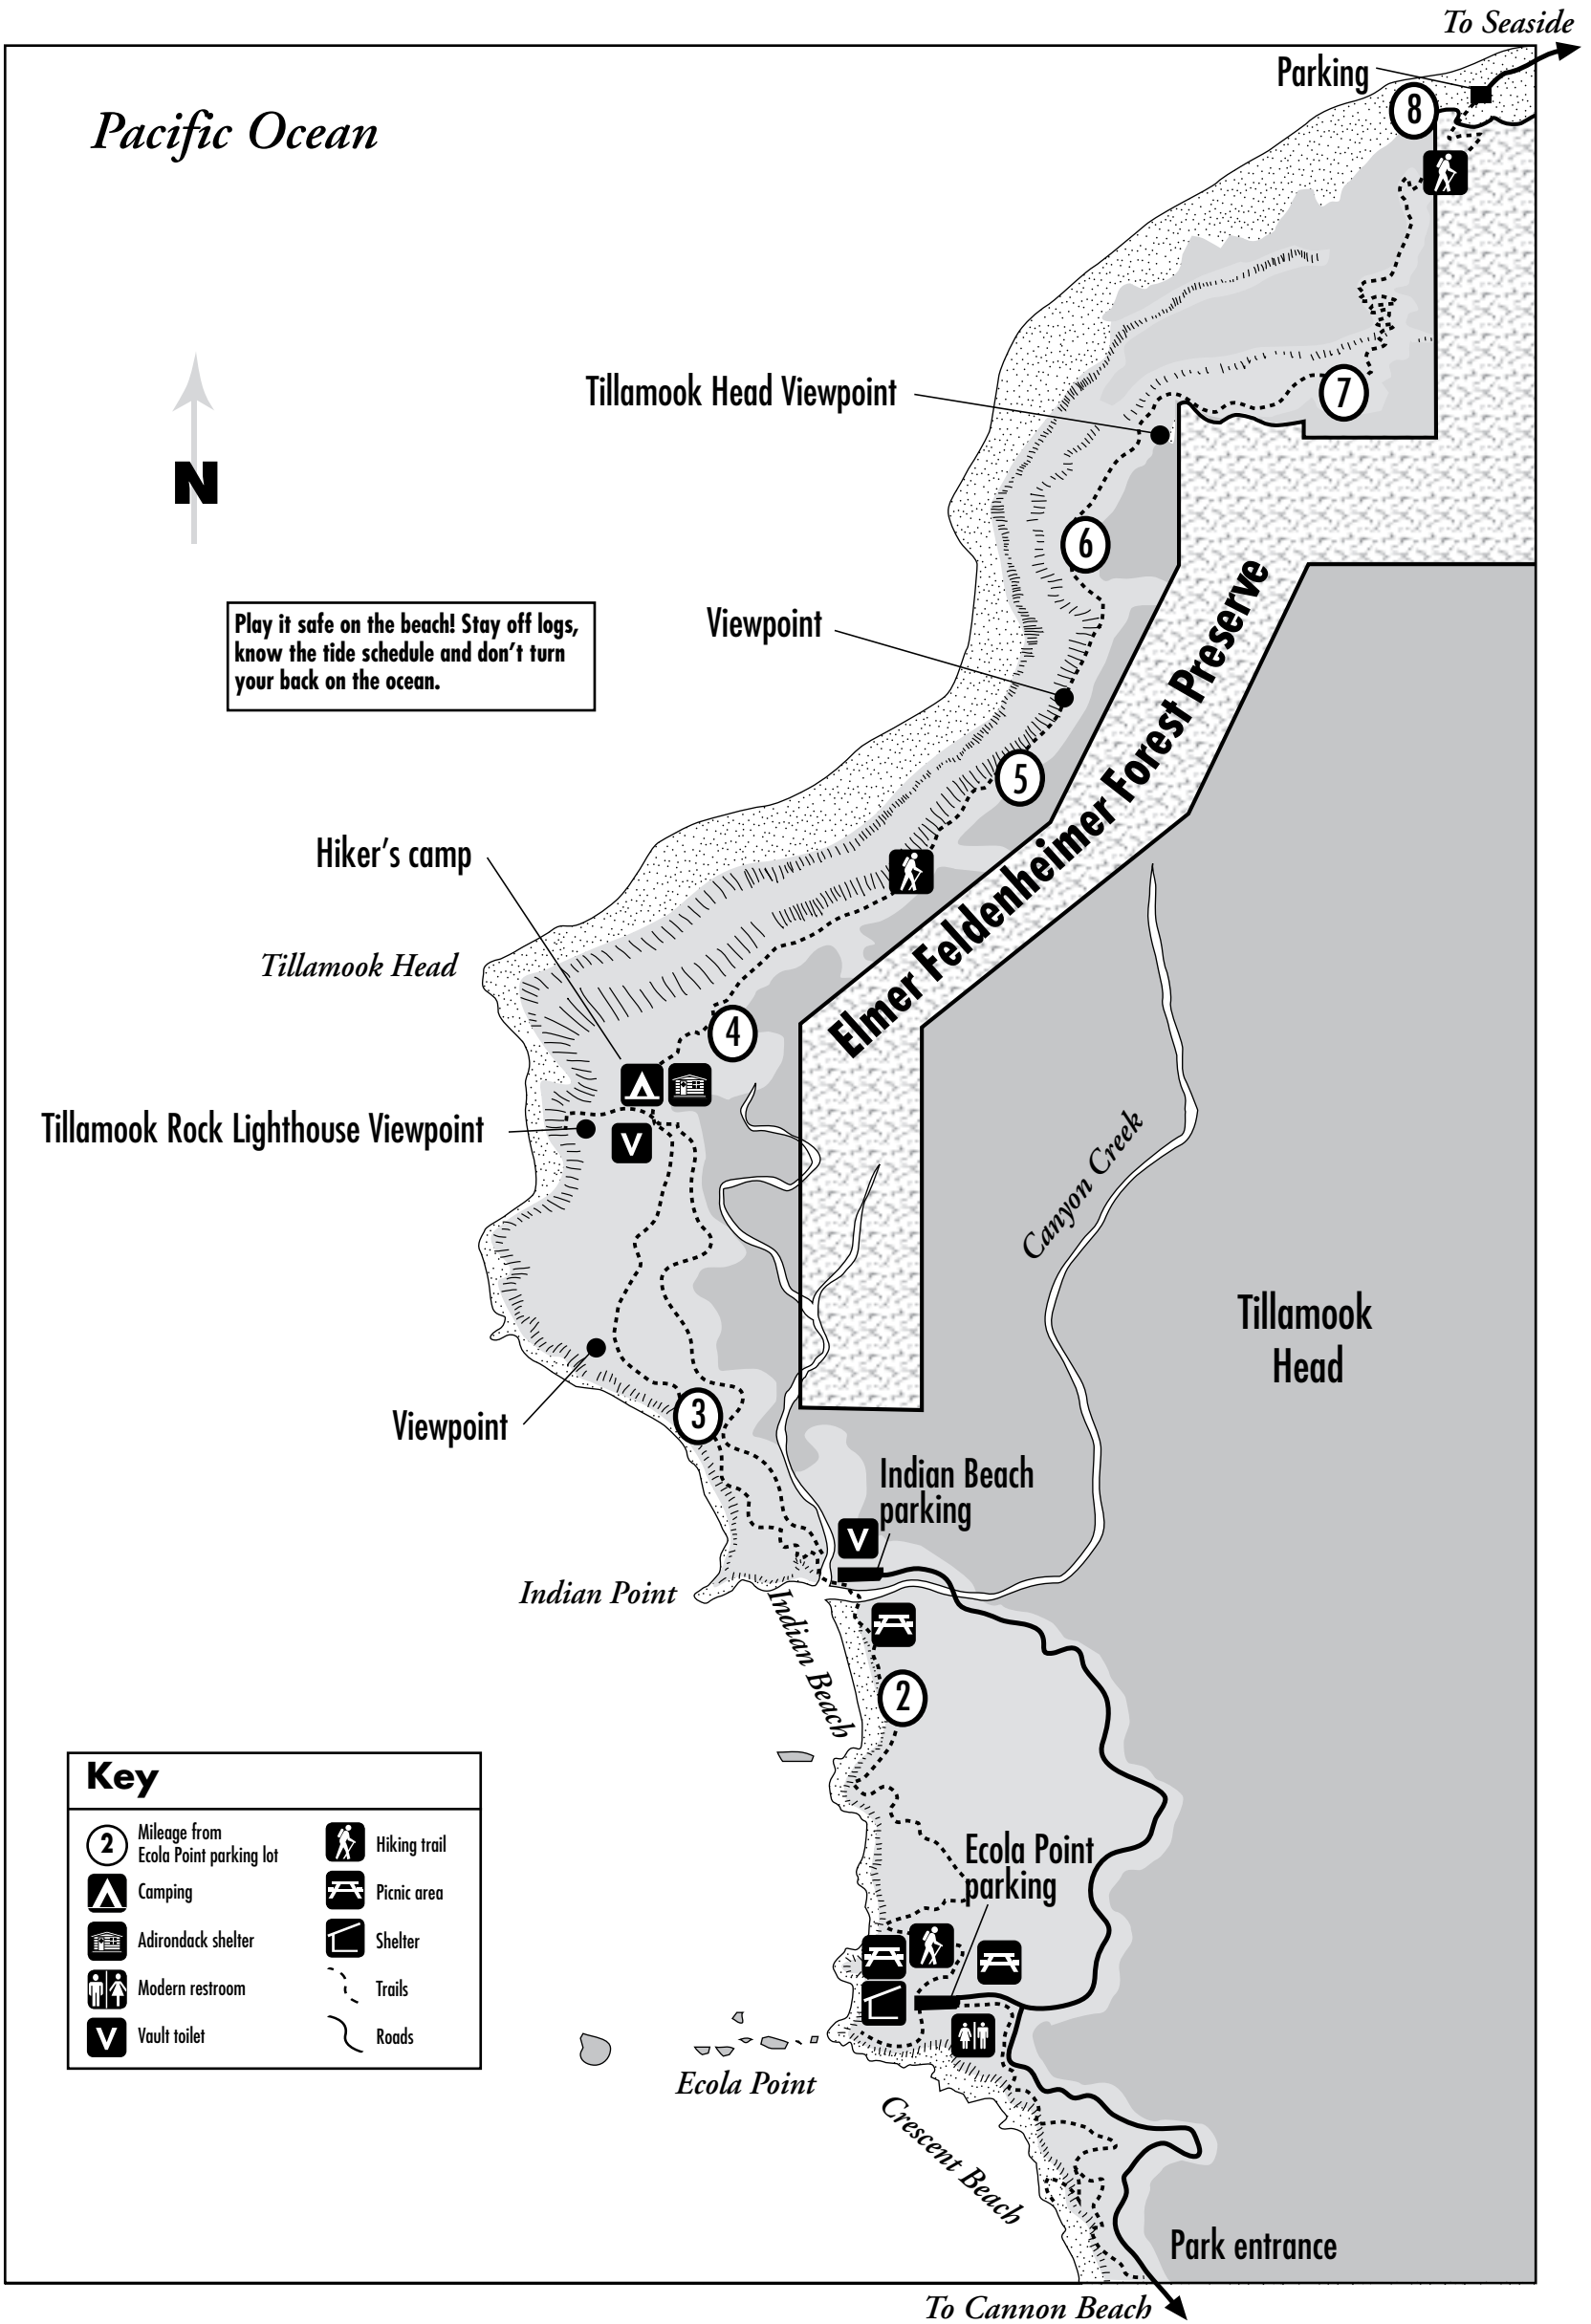 To Seaside
Parking
8
Pacific Ocean
7
Tillamook Head Viewpoint
N
6
Play it safe on the beach! Stay off logs,
know the tide schedule and don’t turn
your back on the ocean.
Viewpoint
Elmer Feldenheimer Forest Preserve
5
Hiker’s camp
Tillamook Head
4
Tillamook Rock Lighthouse Viewpoint
V
Canyon Creek
Tillamook
Head
3
Viewpoint
Indian Beach
parking
V
Indian Point
Indian Beach
2
Key
2
Mileage from
Ecola Point parking lot
Hiking trail
Camping
Picnic area
Adirondack shelter
Shelter
Modern restroom
Trails
V
Vault toilet
Roads
Ecola Point
parking
Ecola Point
Crescent Beach
Park entrance
To Cannon Beach